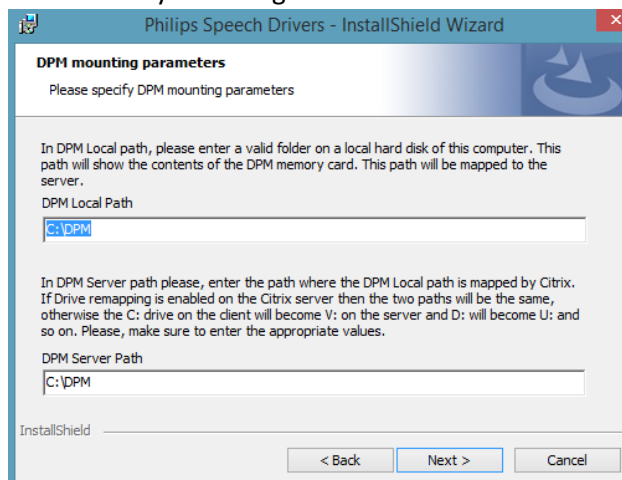 Philips Speech Drivers - InstallShield Wizard
DPM mounting parameters
Please specify DPM mounting parameters
In DPM Local path, please enter a valid folder on a local hard disk of this computer. This
path will show the contents of the DPM memory card. This path will be mapped to the
server.
DPM Local Path
C:\DPM
In DPM Server path please, enter the path where the DPM Local path is mapped by Citrix.
If Drive remapping is enabled on the Citrix server then the two paths will be the same,
otherwise the C: drive on the client will become V: on the server and D: will become U: and
so on. Please, make sure to enter the appropriate values.
DPM Server Path
C:\DPM
InstallShield
< Back Next > Cancel